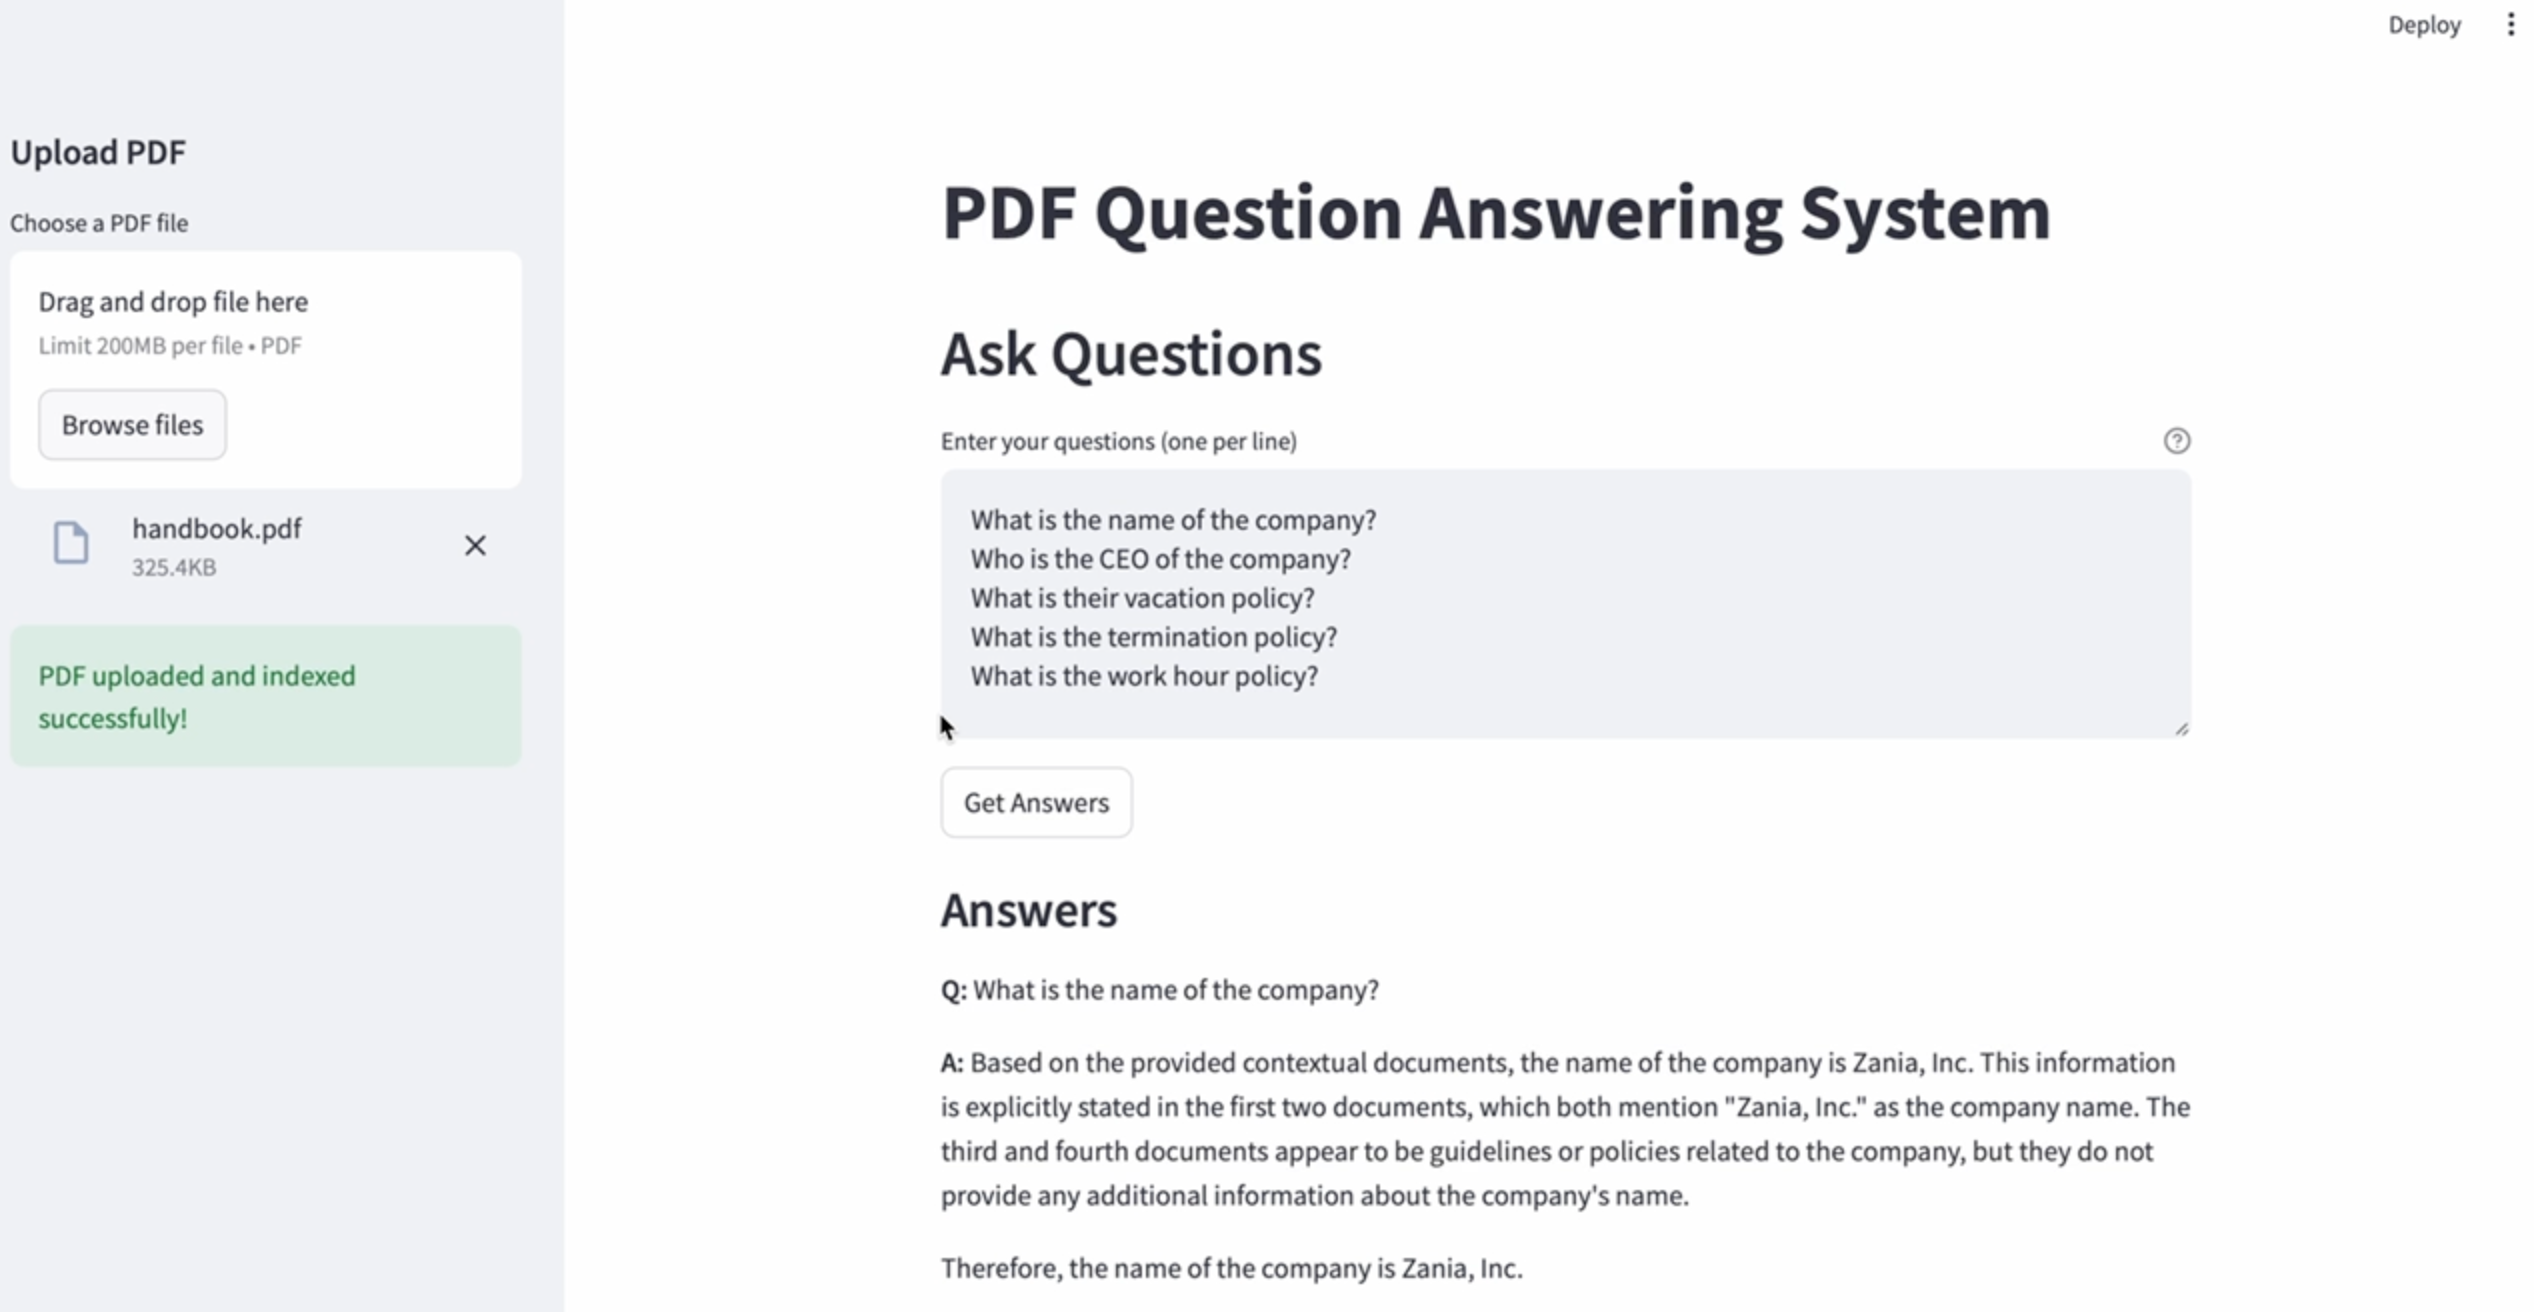 Deploy
Upload PDF
Choose a PDF file
Drag and drop file here
Limit 200MB per file • PDF
Browse files
handbook.pdf
325.4KB
PDF uploaded and indexed
successfully!
PDF Question Answering System
Ask Questions
Enter your questions (one per line)
What is the name of the company?
Who is the CEO of the company?
What is their vacation policy?
What is the termination policy?
What is the work hour policy?
Get Answers
Answers
Q: What is the name of the company?
A: Based on the provided contextual documents, the name of the company is Zania, Inc. This information
is explicitly stated in the first two documents, which both mention "Zania, Inc." as the company name. The
third and fourth documents appear to be guidelines or policies related to the company, but they do not
provide any additional information about the company's name.
Therefore, the name of the company is Zania, Inc.